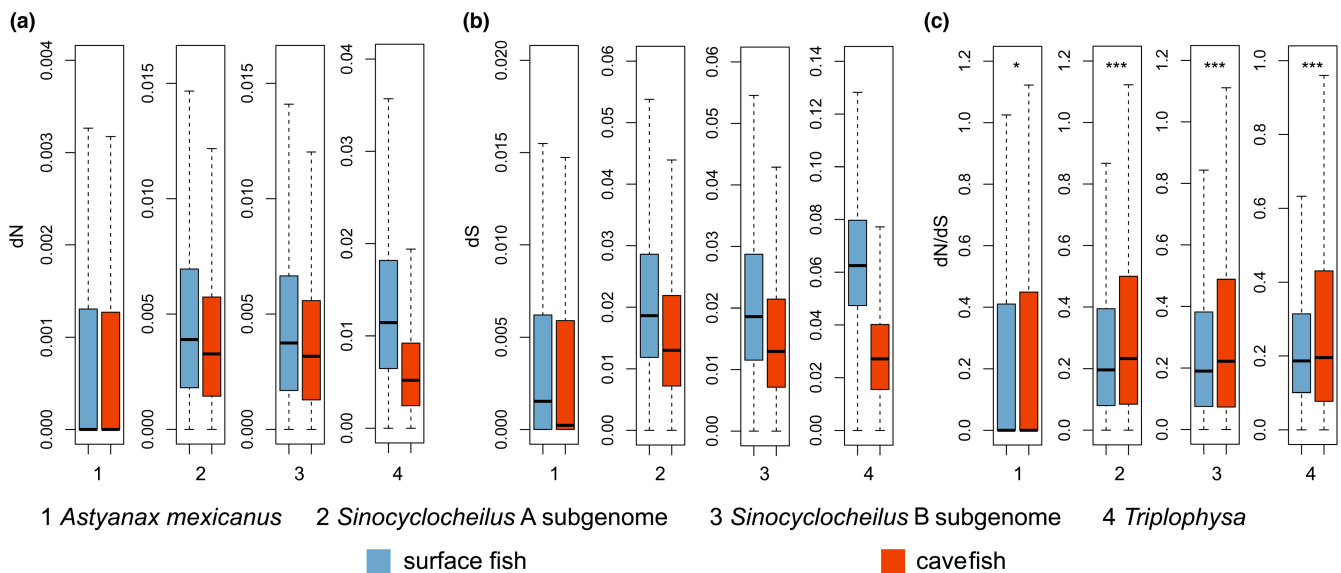 (a) (b) (c)
dN
0.000 0.001 0.002 0.003 0.004
0.000 0.005 0.010 0.015
0.000 0.005 0.010 0.015
0.00 0.01 0.02 0.03 0.04
1 2 3 4
dS
0.000 0.005 0.010 0.015 0.020
0.00 0.01 0.02 0.03 0.04 0.05 0.06
0.00 0.01 0.02 0.03 0.04 0.05 0.06
0.00 0.02 0.04 0.06 0.08 0.10 0.12 0.14
1 2 3 4
dN/dS
0.0 0.2 0.4 0.6 0.8 1.0 1.2
0.0 0.2 0.4 0.6 0.8 1.0 1.2
0.0 0.2 0.4 0.6 0.8 1.0 1.2
0.0 0.2 0.4 0.6 0.8 1.0
* *** *** ***
1 2 3 4
1 Astyanax mexicanus 2 Sinocyclocheilus A subgenome 3 Sinocyclocheilus B subgenome 4 Triplophysa
surface fish cavefish